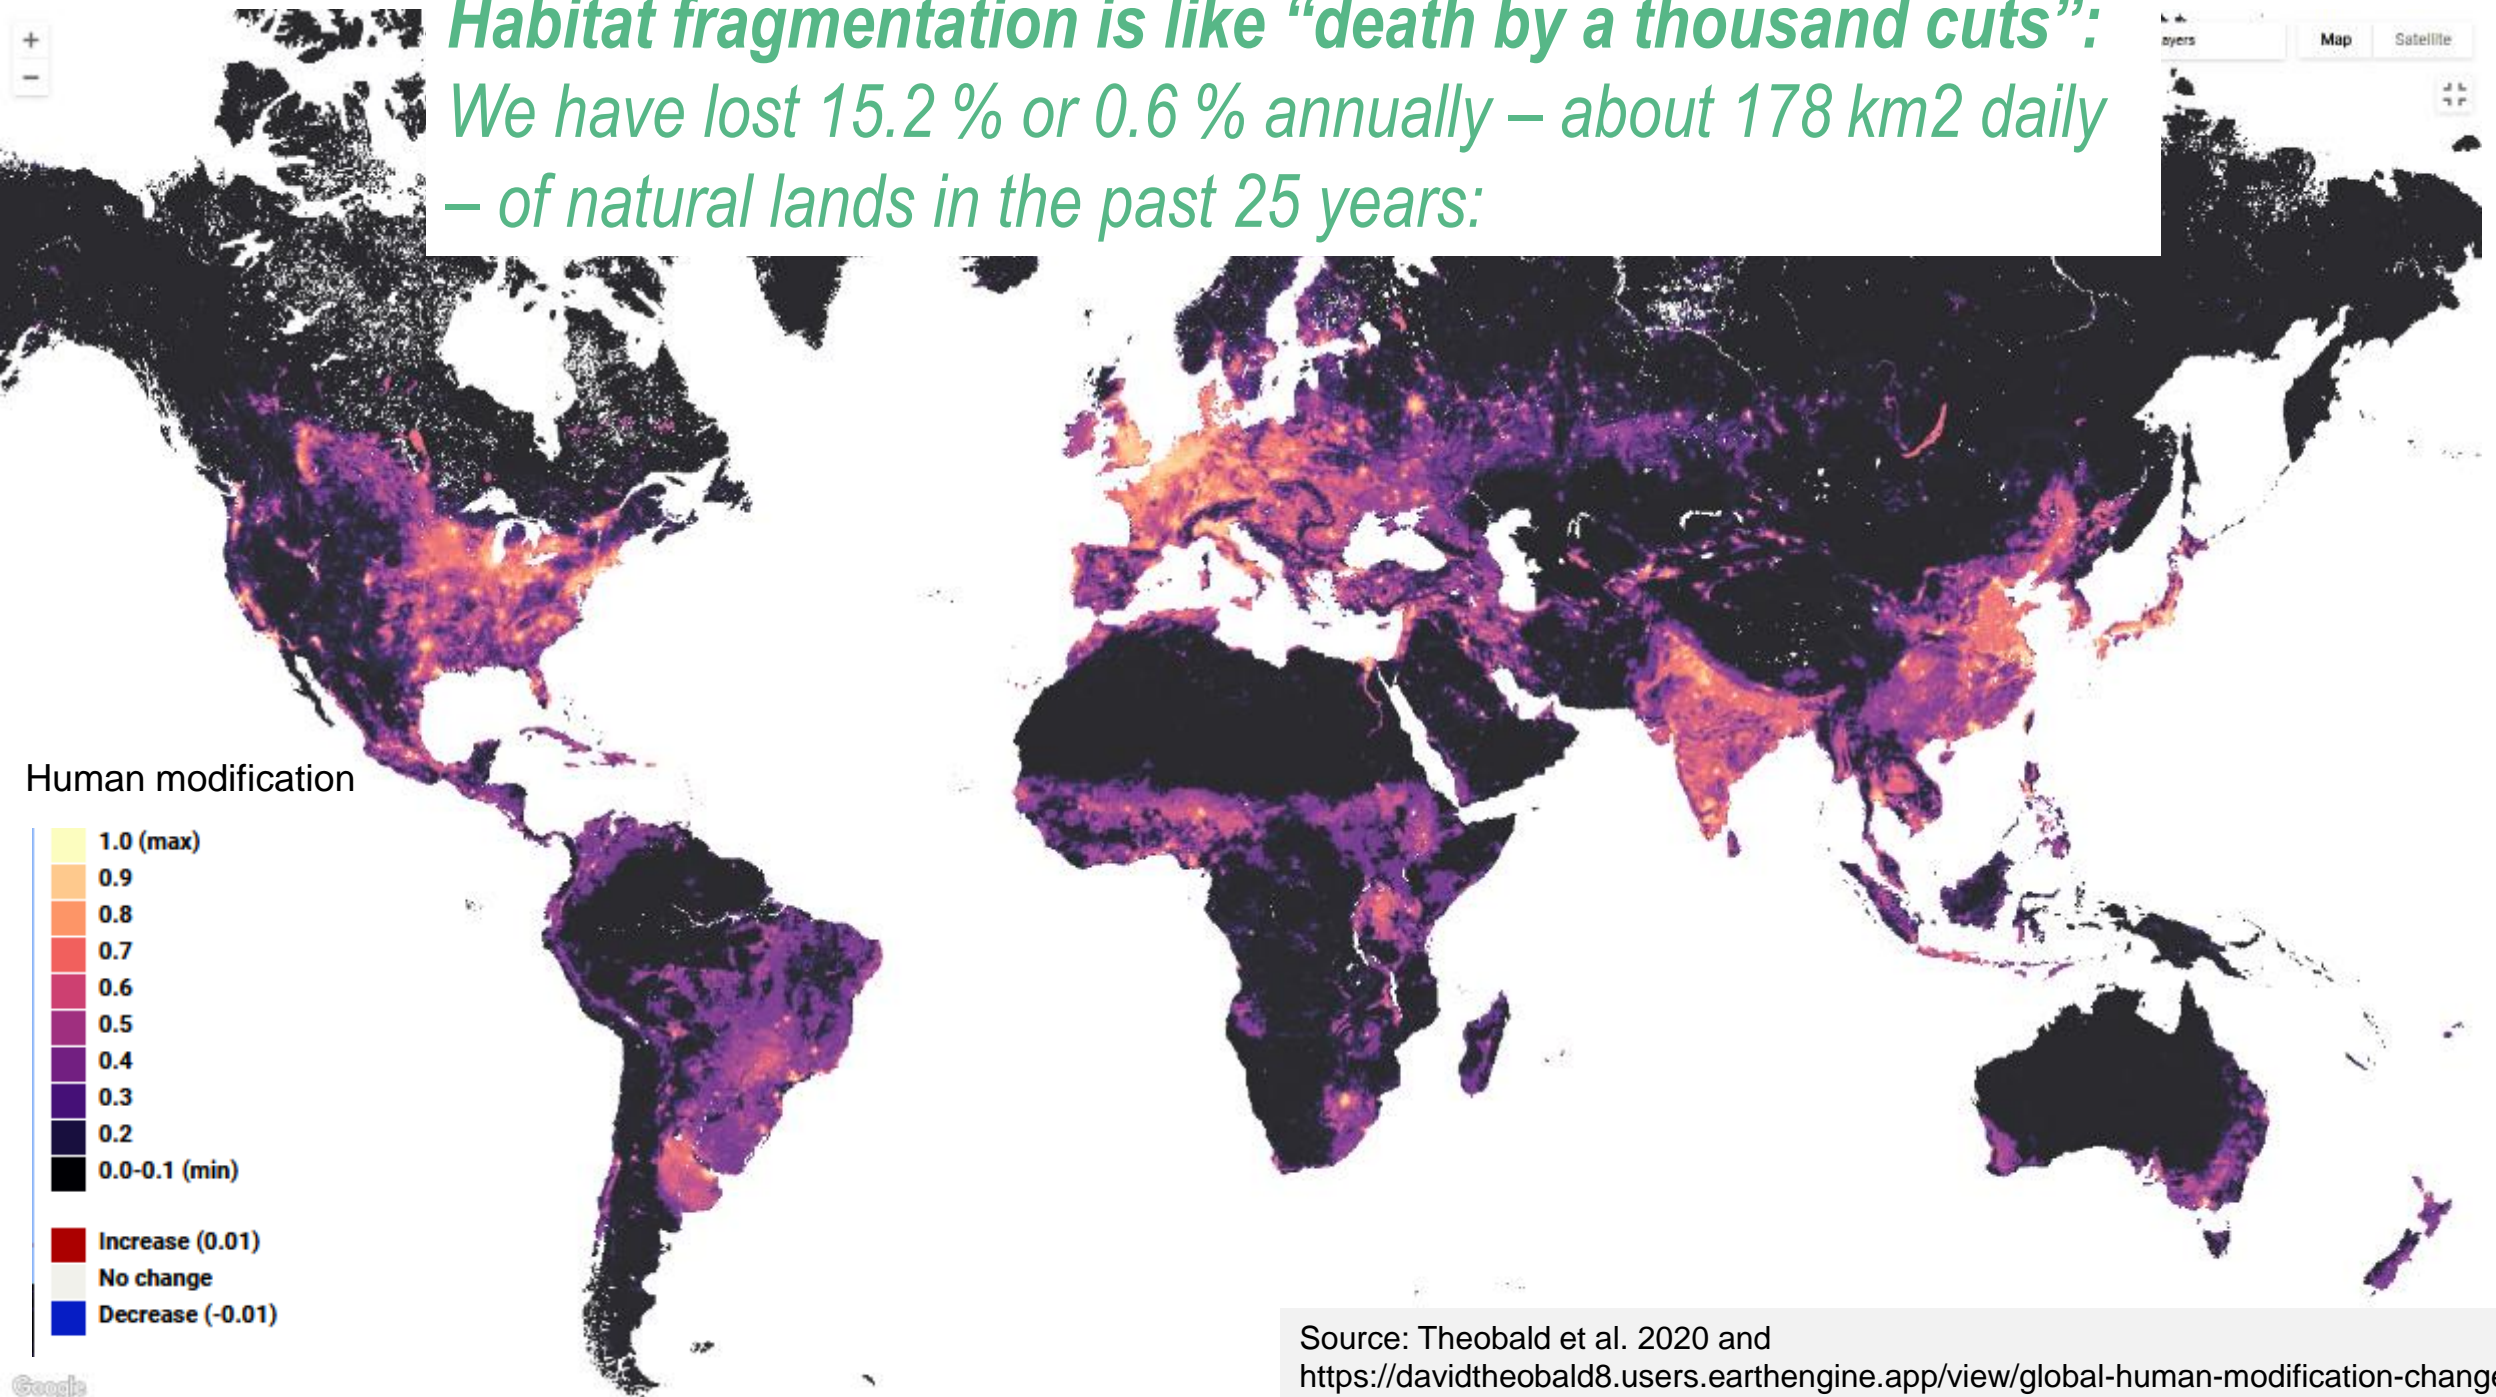 Habitat fragmentation is like “death by a thousand cuts”:
We have lost 15.2 % or 0.6 % annually – about 178 km2 daily
– of natural lands in the past 25 years:
+
−
ayers
Map
Satellite
Human modification
1.0 (max)
0.9
0.8
0.7
0.6
0.5
0.4
0.3
0.2
0.0-0.1 (min)
Increase (0.01)
No change
Decrease (-0.01)
Google
Source: Theobald et al. 2020 and
https://davidtheobald8.users.earthengine.app/view/global-human-modification-change